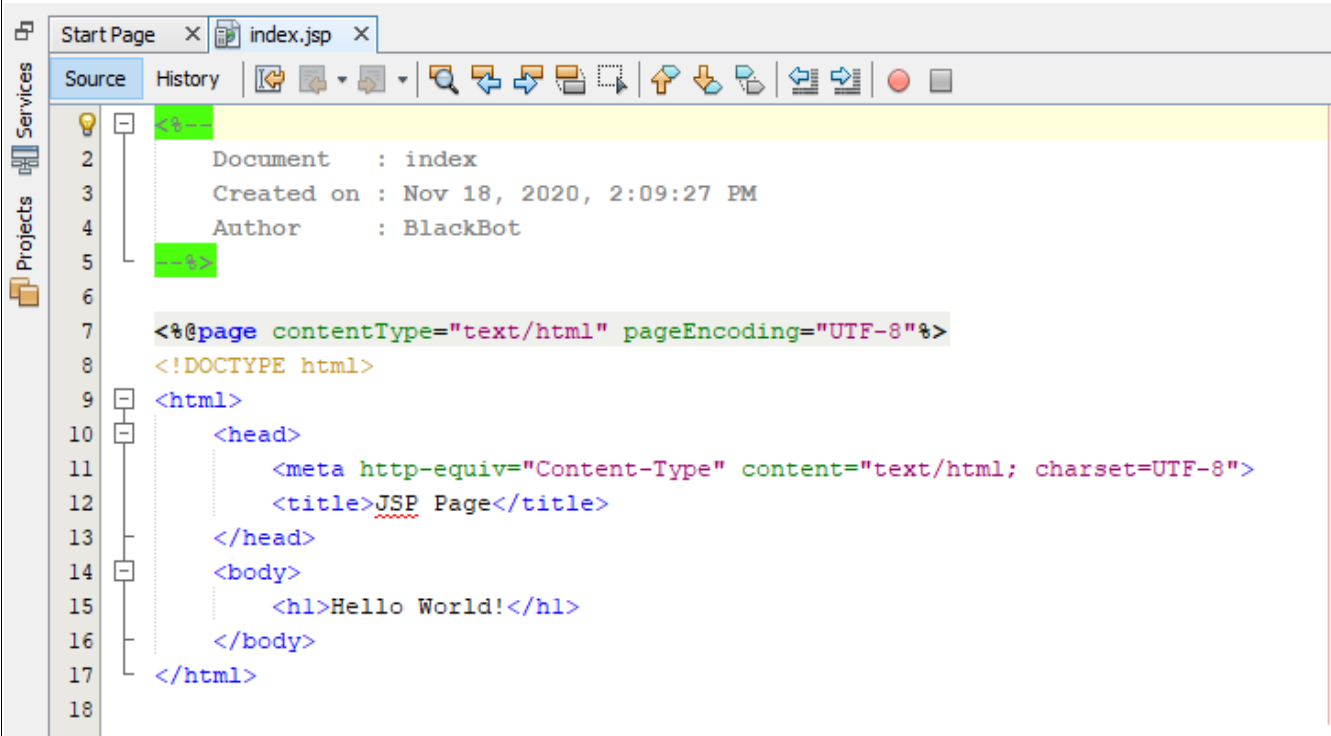 Start Page index.jsp
Source History
Services
Projects
<%--
2     Document   : index
3     Created on : Nov 18, 2020, 2:09:27 PM
4     Author     : BlackBot
5 --%>
6
7 <%@page contentType="text/html" pageEncoding="UTF-8"%>
8 <!DOCTYPE html>
9 <html>
10     <head>
11         <meta http-equiv="Content-Type" content="text/html; charset=UTF-8">
12         <title>JSP Page</title>
13     </head>
14     <body>
15         <h1>Hello World!</h1>
16     </body>
17 </html>
18